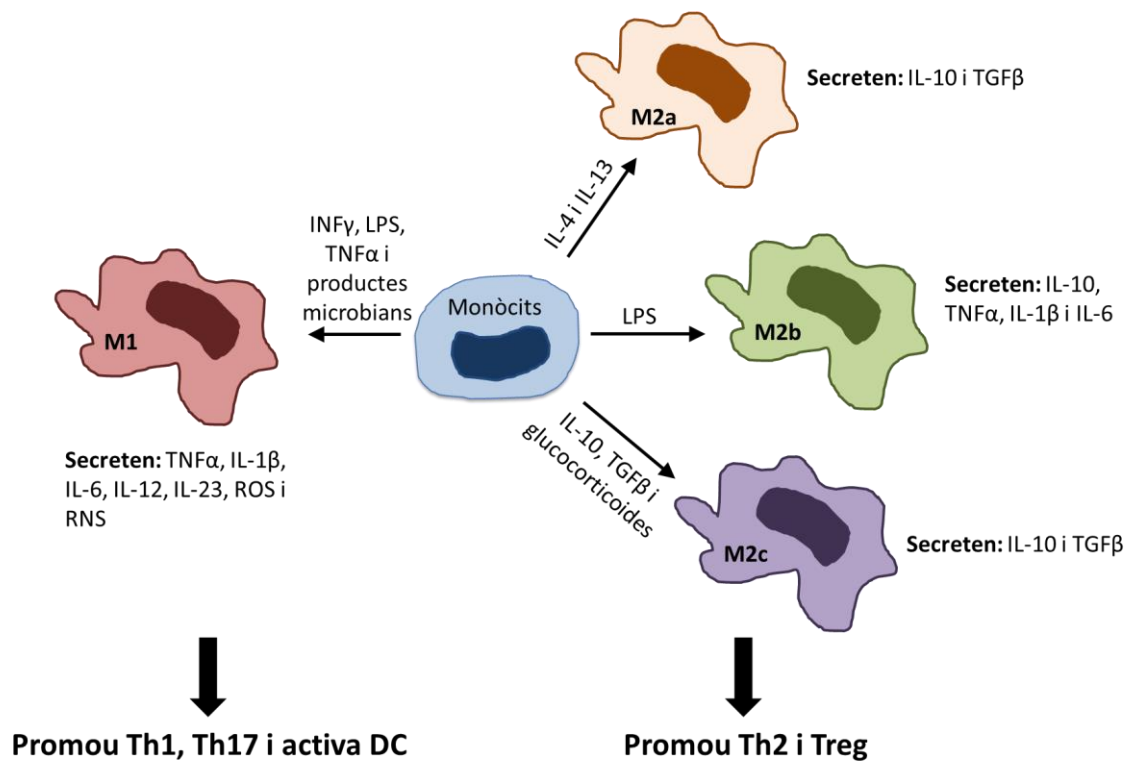 M2a
Secreten: IL-10 i TGFβ
IL-4 i IL-13
INFγ, LPS,
TNFα i
productes
microbians
Monòcits
M1
LPS
M2b
Secreten: IL-10,
TNFα, IL-1β i IL-6
Secreten: TNFα, IL-1β,
IL-6, IL-12, IL-23, ROS i
RNS
IL-10, TGFβ i
glucocorticoides
M2c
Secreten: IL-10 i TGFβ
Promou Th1, Th17 i activa DC
Promou Th2 i Treg